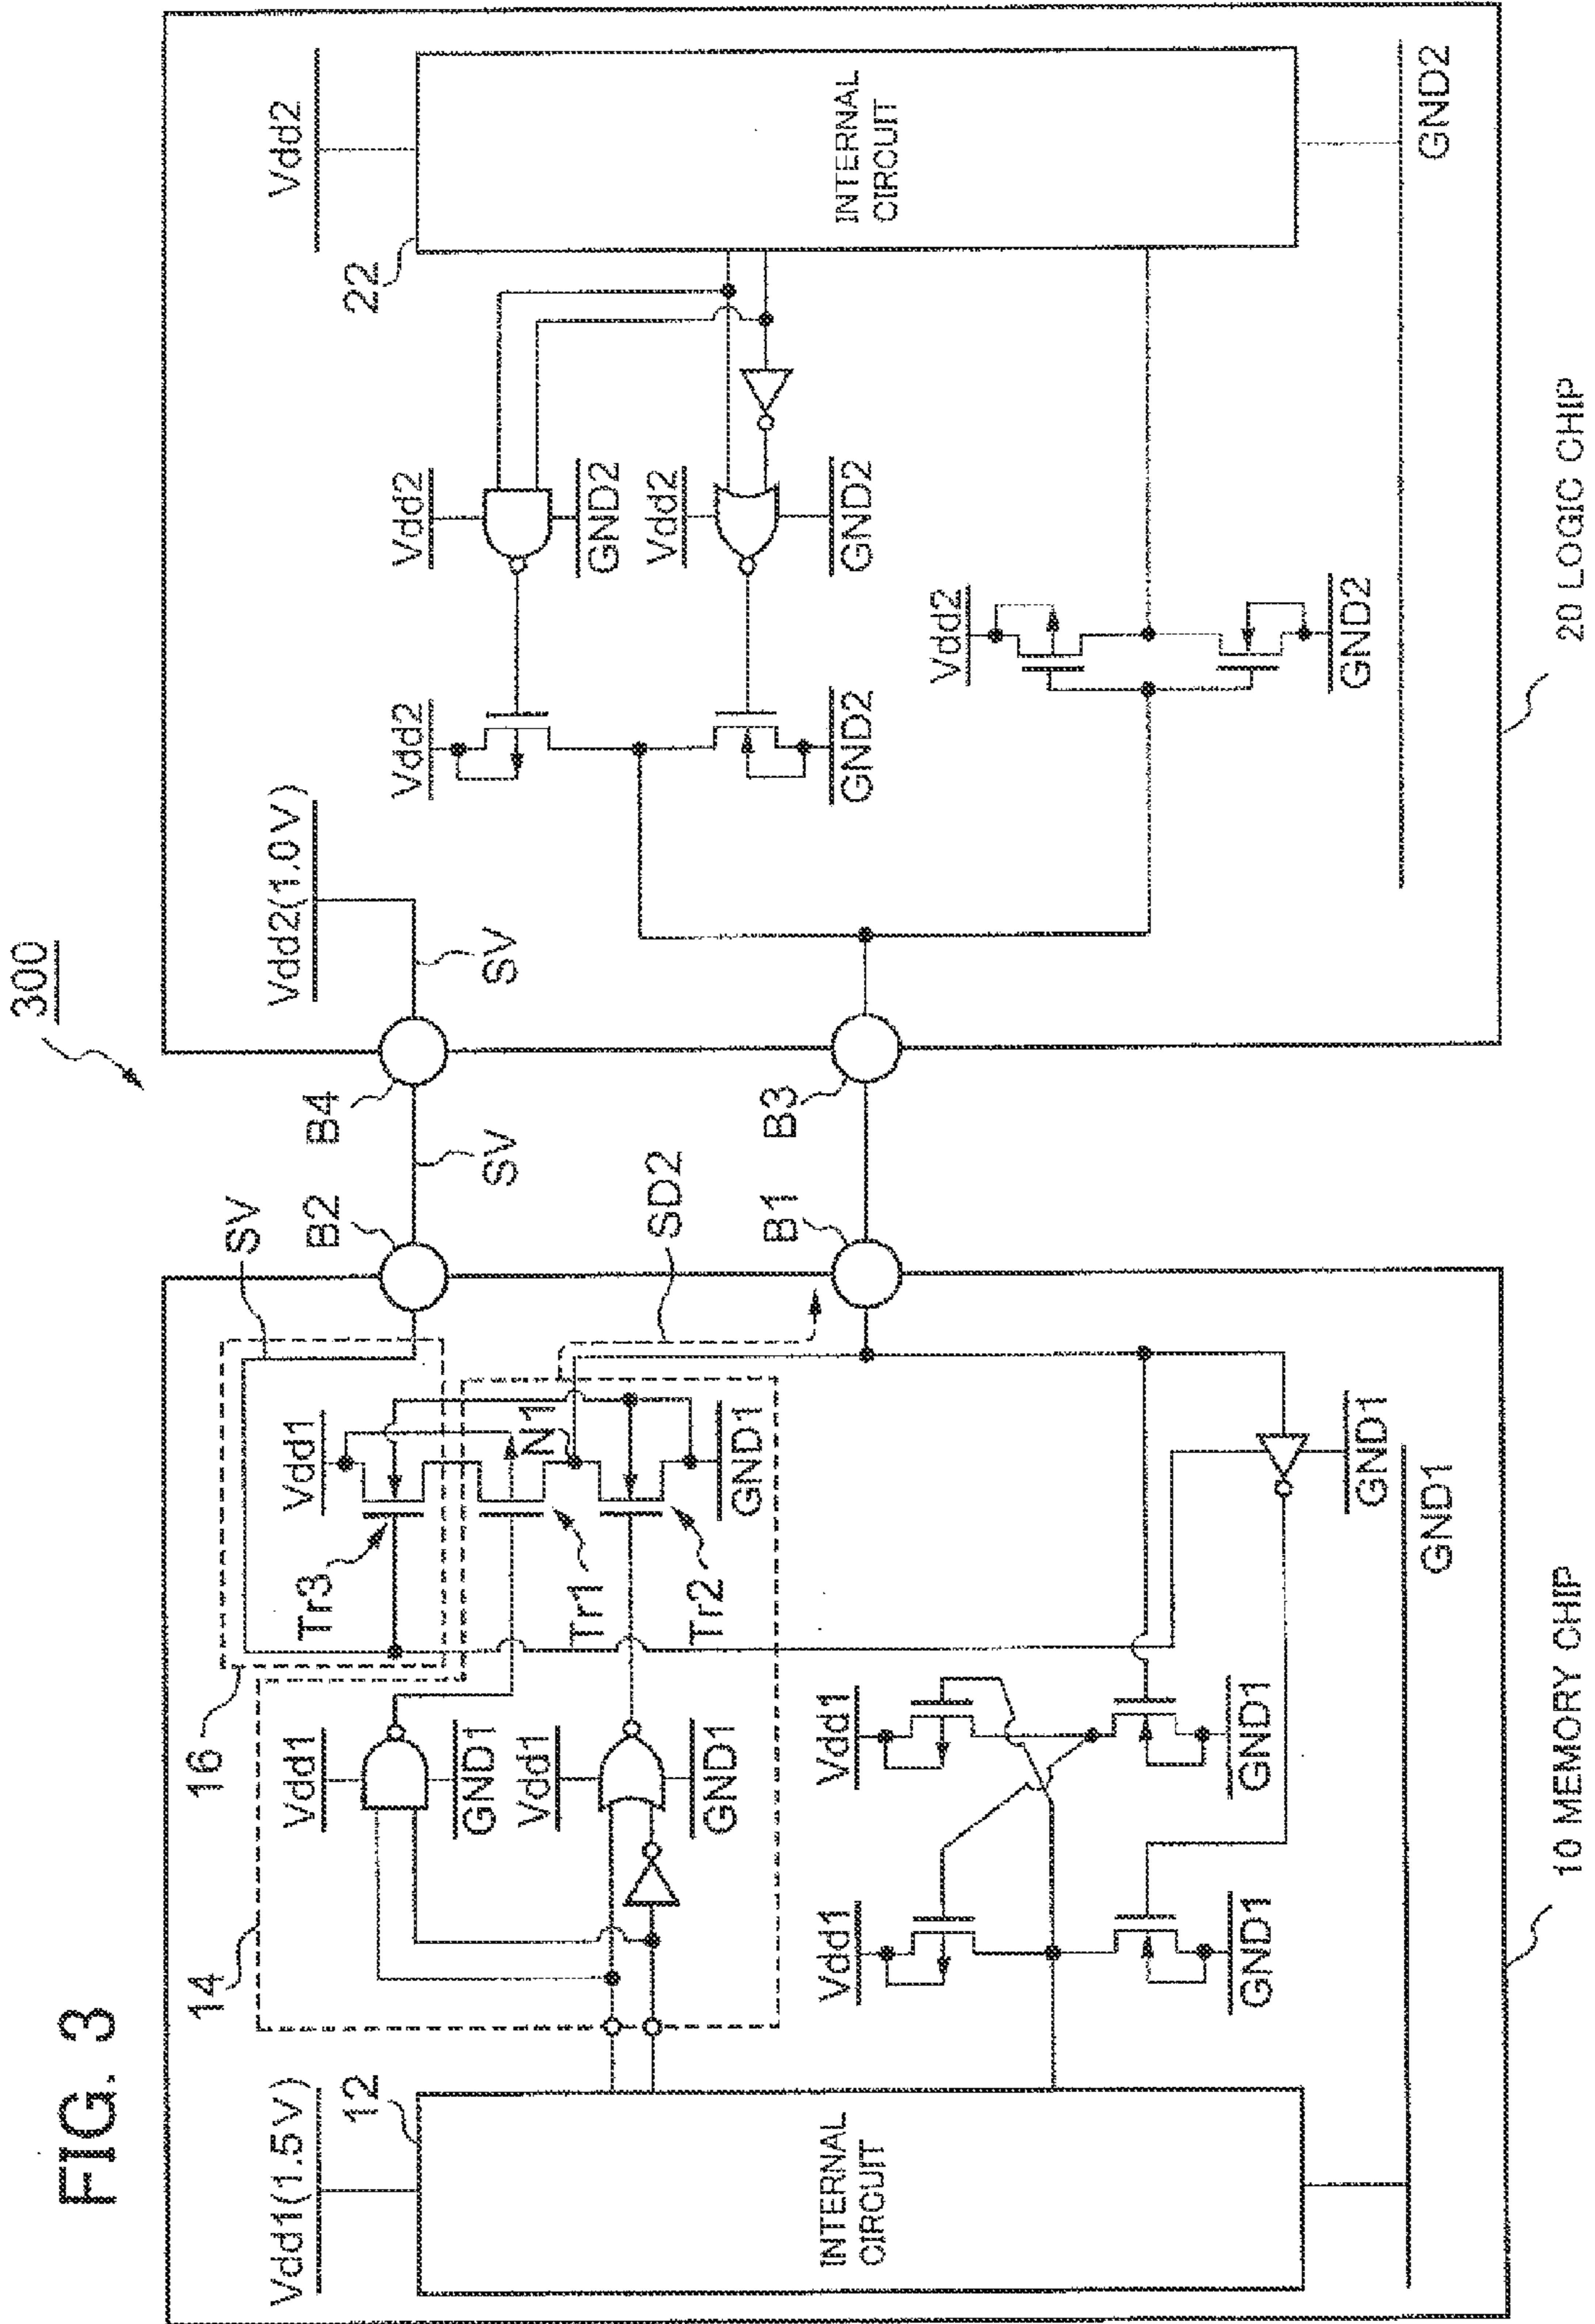 FIG. 3
300
Vdd1(1.5V)
12
INTERNAL
CIRCUIT
14
16
Vdd1
GND1
Vdd1
GND1
Tr3
Vdd1
Tr1
Tr2
N1
GND1
SV
SD2
B2
B1
Vdd1
GND1
Vdd1
GND1
GND1
GND1
10 MEMORY CHIP
SV
B4
B3
Vdd2(1.0V)
SV
Vdd2
GND2
Vdd2
GND2
Vdd2
GND2
Vdd2
GND2
22
Vdd2
INTERNAL
CIRCUIT
GND2
20 LOGIC CHIP